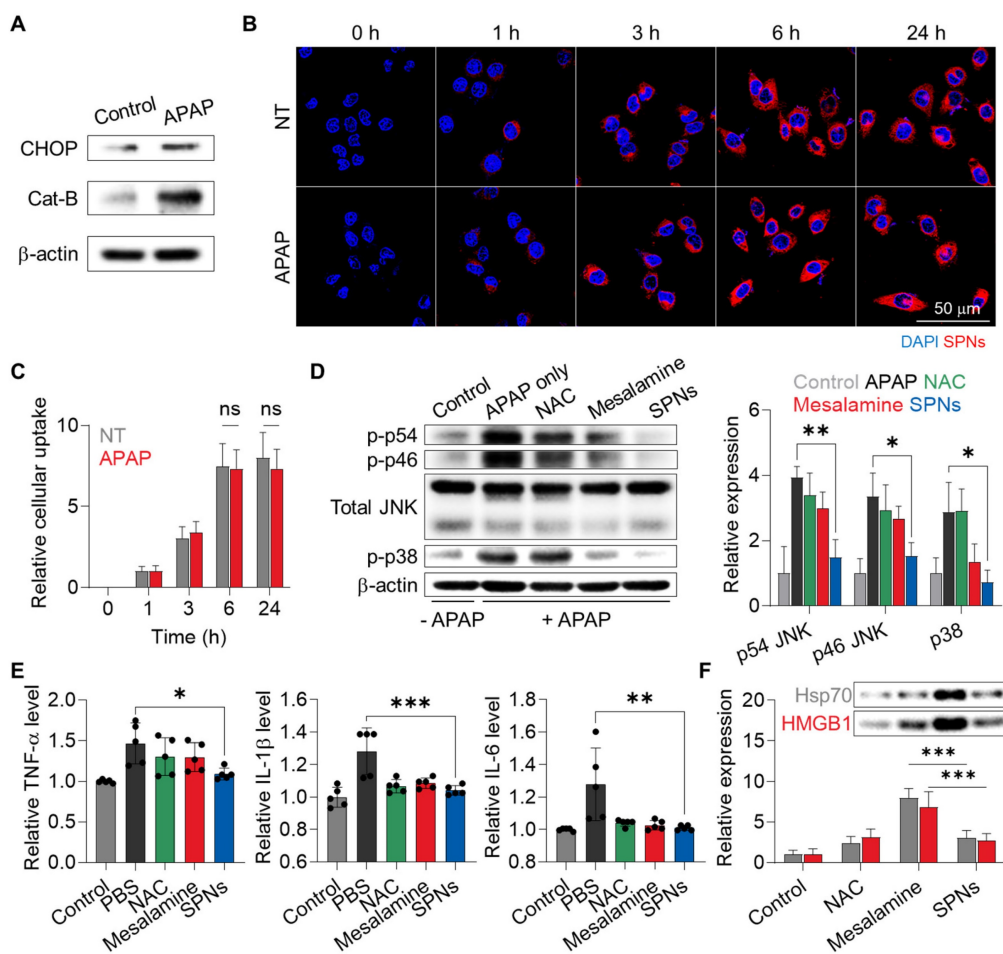 A
Control APAP
CHOP
Cat-B
β-actin
B
0 h 1 h 3 h 6 h 24 h
NT
APAP
50 μm
DAPI SPNs
C
Relative cellular uptake
10
5
0
NT
APAP
ns ns
0 1 3 6 24
Time (h)
D
Control APAP only NAC Mesalamine SPNs
p-p54
p-p46
Total JNK
p-p38
β-actin
- APAP + APAP
Control APAP NAC
Mesalamine SPNs
Relative expression
6
4
2
0
** * *
p54 JNK p46 JNK p38
E
Relative TNF-α level
2.0
1.5
1.0
0.5
0.0
*
Control PBS NAC Mesalamine SPNs
Relative IL-1β level
1.6
1.4
1.2
1.0
0.8
0.6
***
Control PBS NAC Mesalamine SPNs
Relative IL-6 level
1.8
1.6
1.4
1.2
1.0
0.8
**
Control PBS NAC Mesalamine SPNs
F
Relative expression
20
15
10
5
0
Hsp70
HMGB1
***
***
Control NAC Mesalamine SPNs